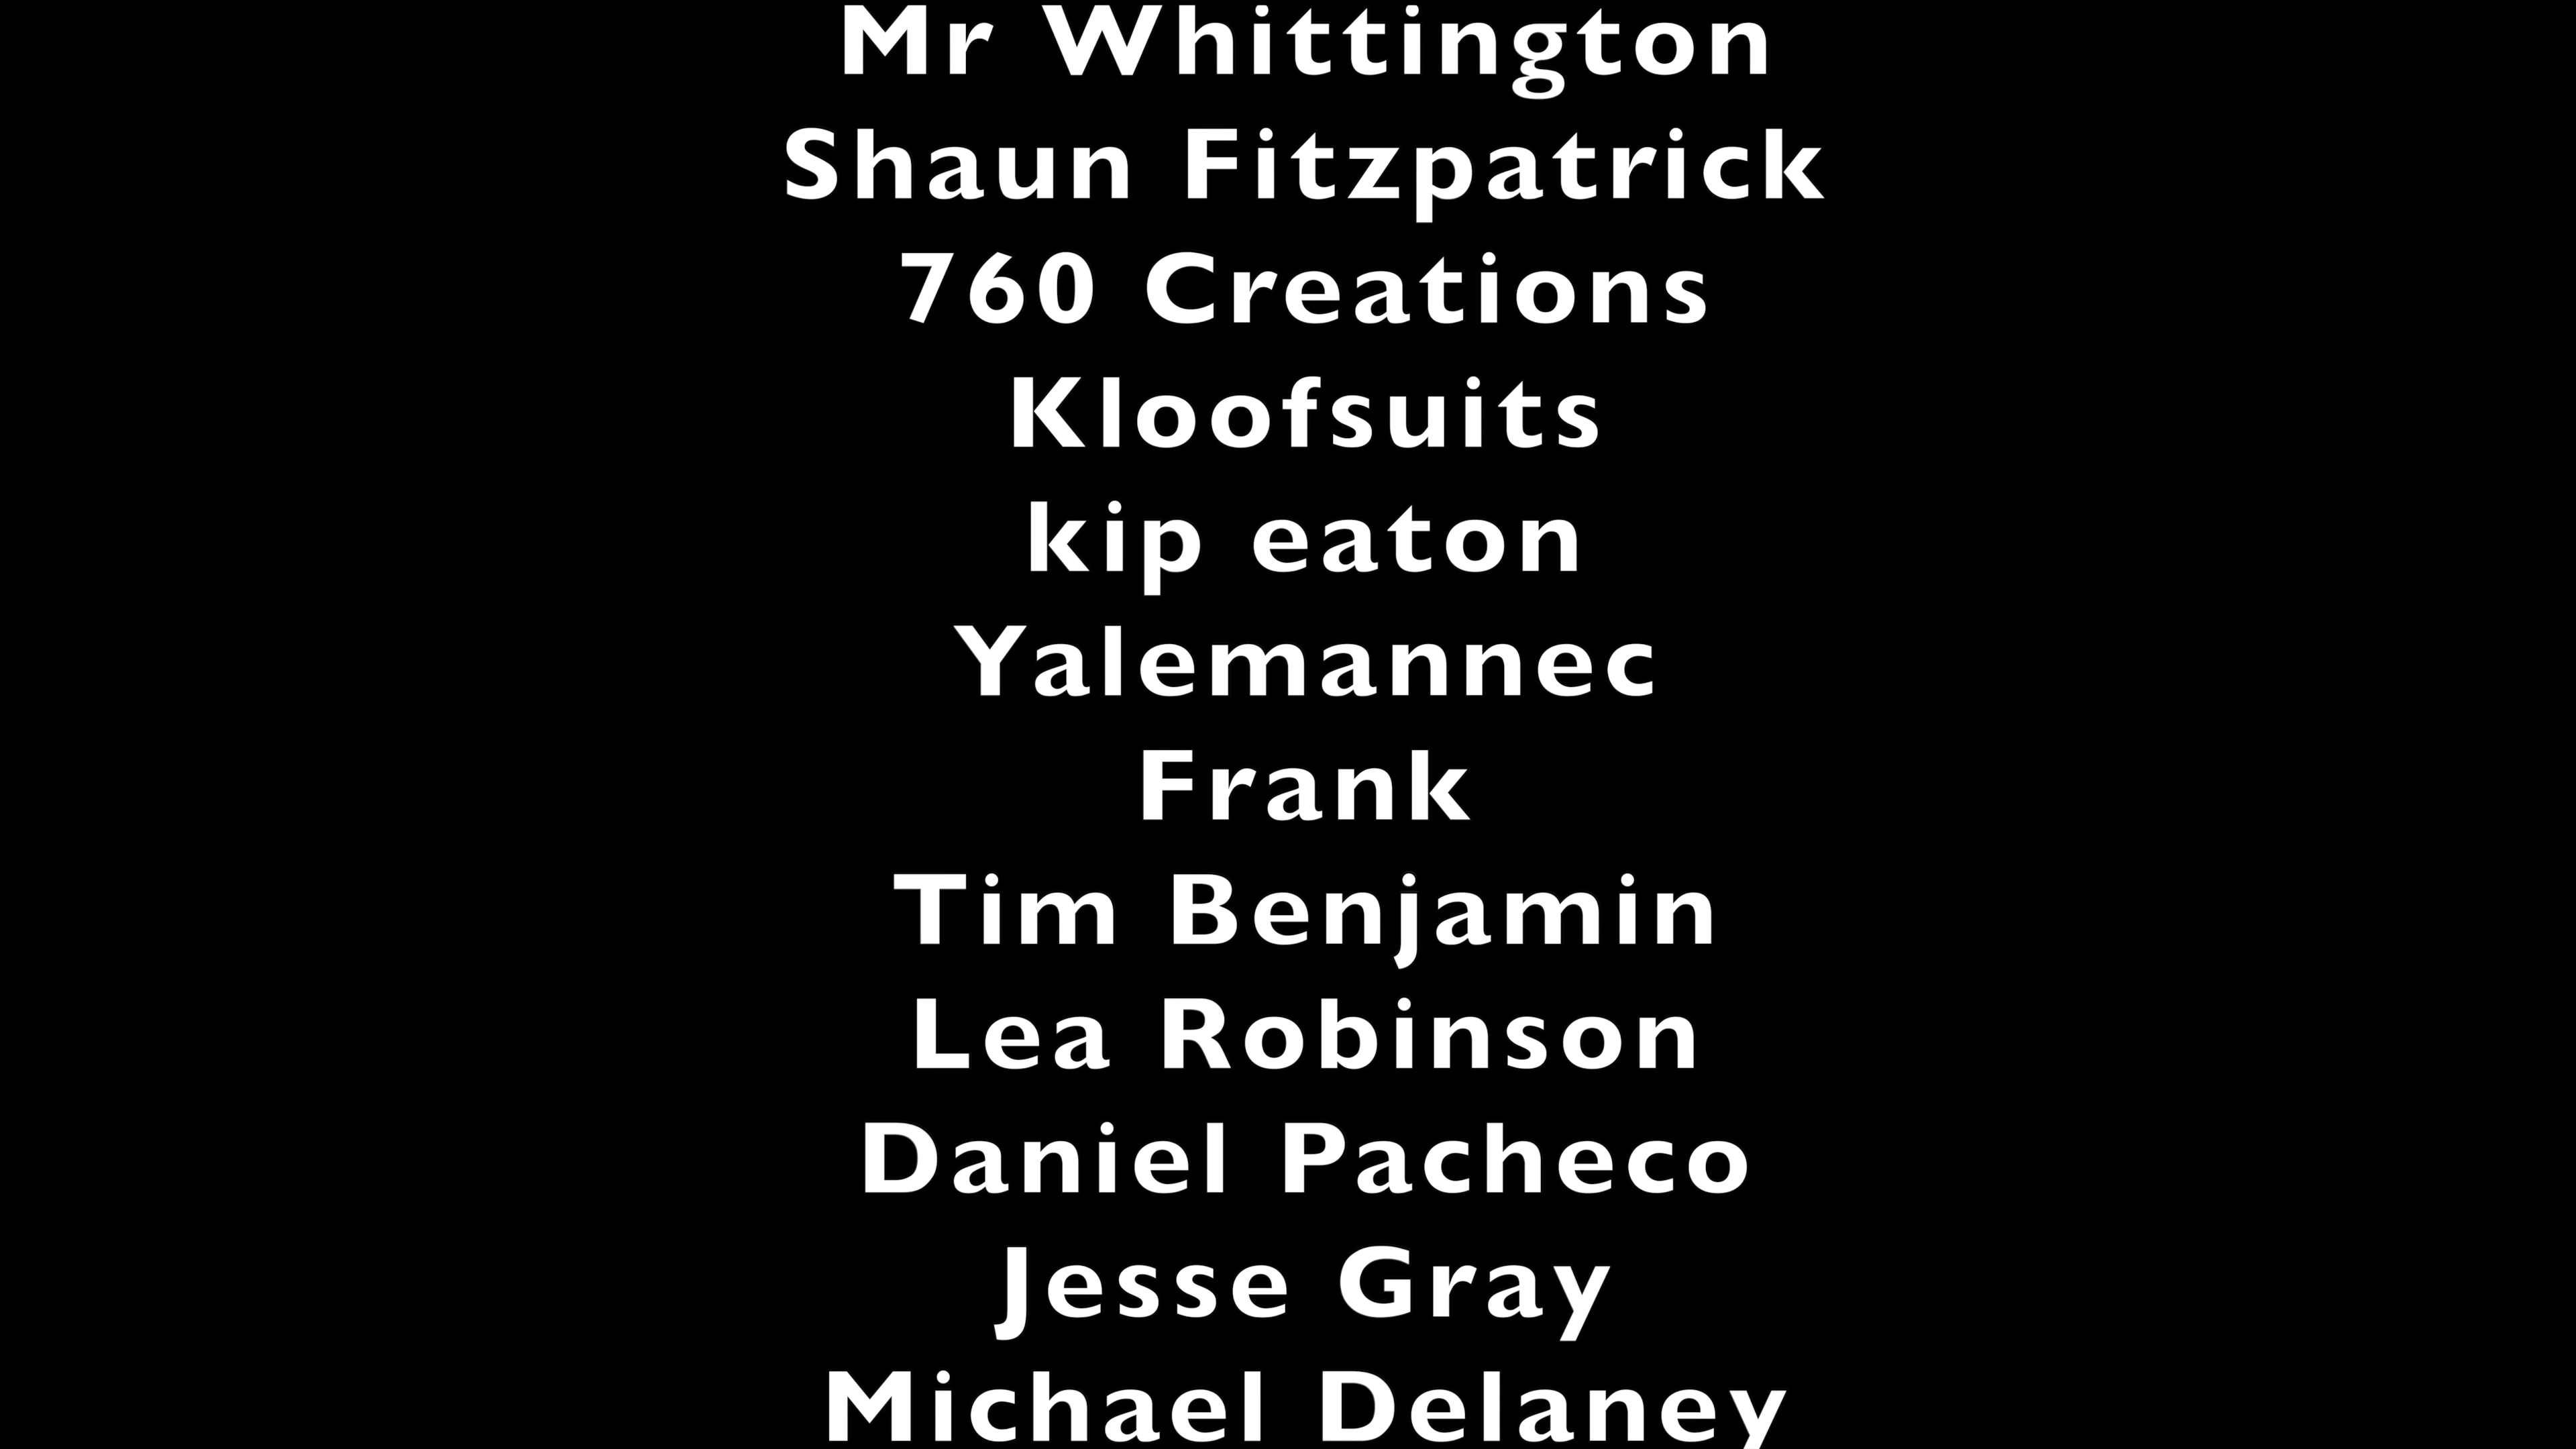 Mr Whittington
Shaun Fitzpatrick
760 Creations
Kloofsuits
kip eaton
Yalemannec
Frank
Tim Benjamin
Lea Robinson
Daniel Pacheco
Jesse Gray
Michael Delaney